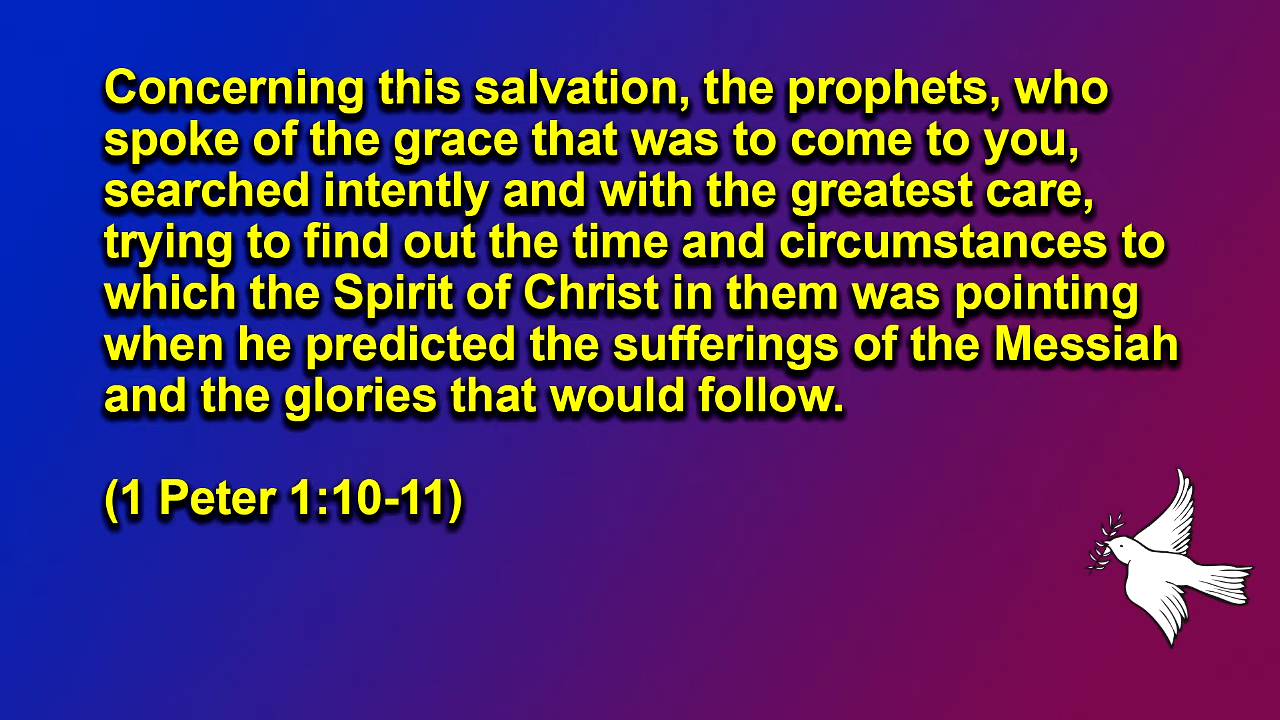 Concerning this salvation, the prophets, who
spoke of the grace that was to come to you,
searched intently and with the greatest care,
trying to find out the time and circumstances to
which the Spirit of Christ in them was pointing
when he predicted the sufferings of the Messiah
and the glories that would follow.
(1 Peter 1:10-11)